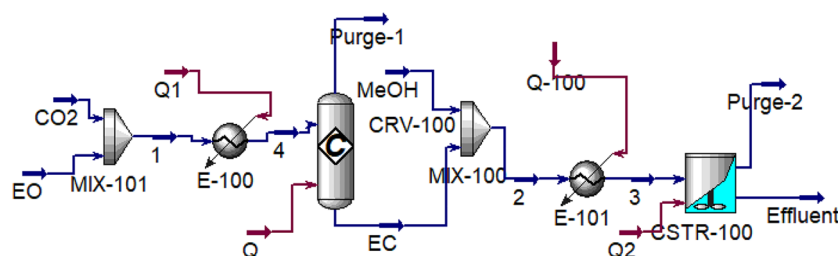 Purge-1
Q1
MeOH
Q-100
CO2
CRV-100
Purge-2
1
4
C
EO
MIX-101
E-100
MIX-100
2
3
E-101
Effluent
Q
EC
Q2
CSTR-100